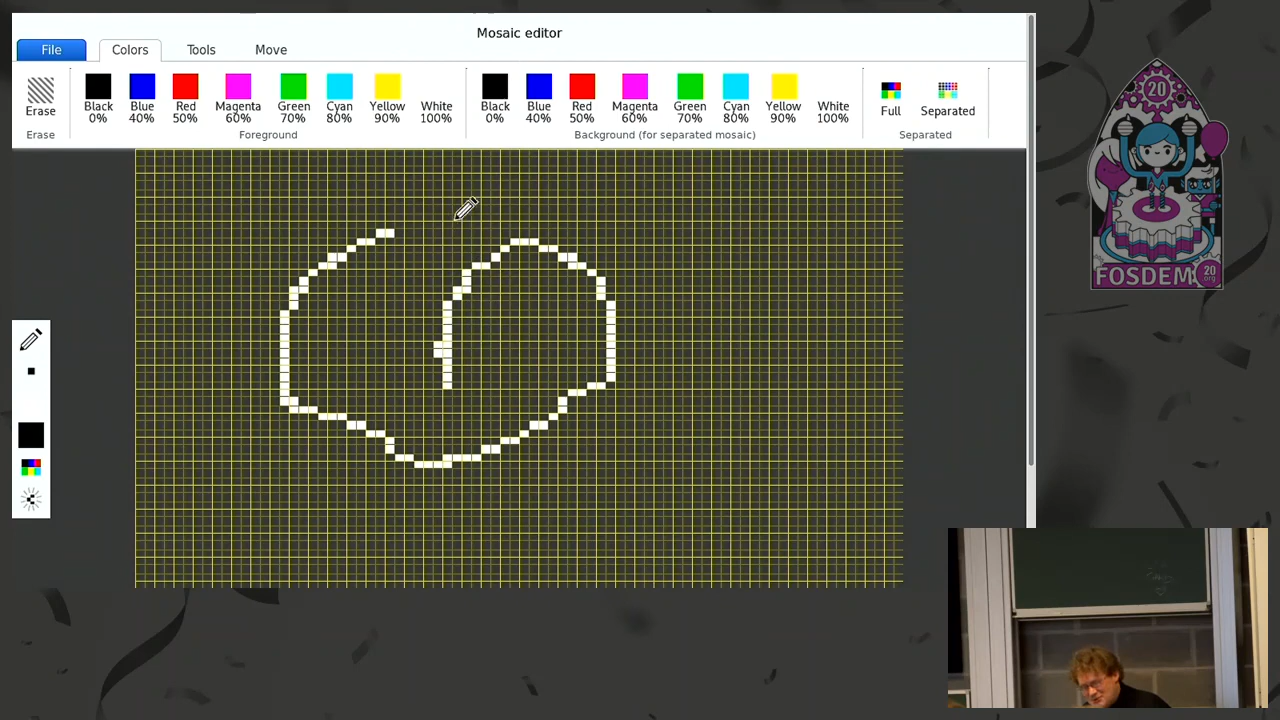 Mosaic editor
File Colors Tools Move
Erase Black 0% Blue 40% Red 50% Magenta 60% Green 70% Cyan 80% Yellow 90% White 100% Black 0% Blue 40% Red 50% Magenta 60% Green 70% Cyan 80% Yellow 90% White 100% Full Separated
Erase Foreground Background (for separated mosaic) Separated
20
FOSDEM 20 .org